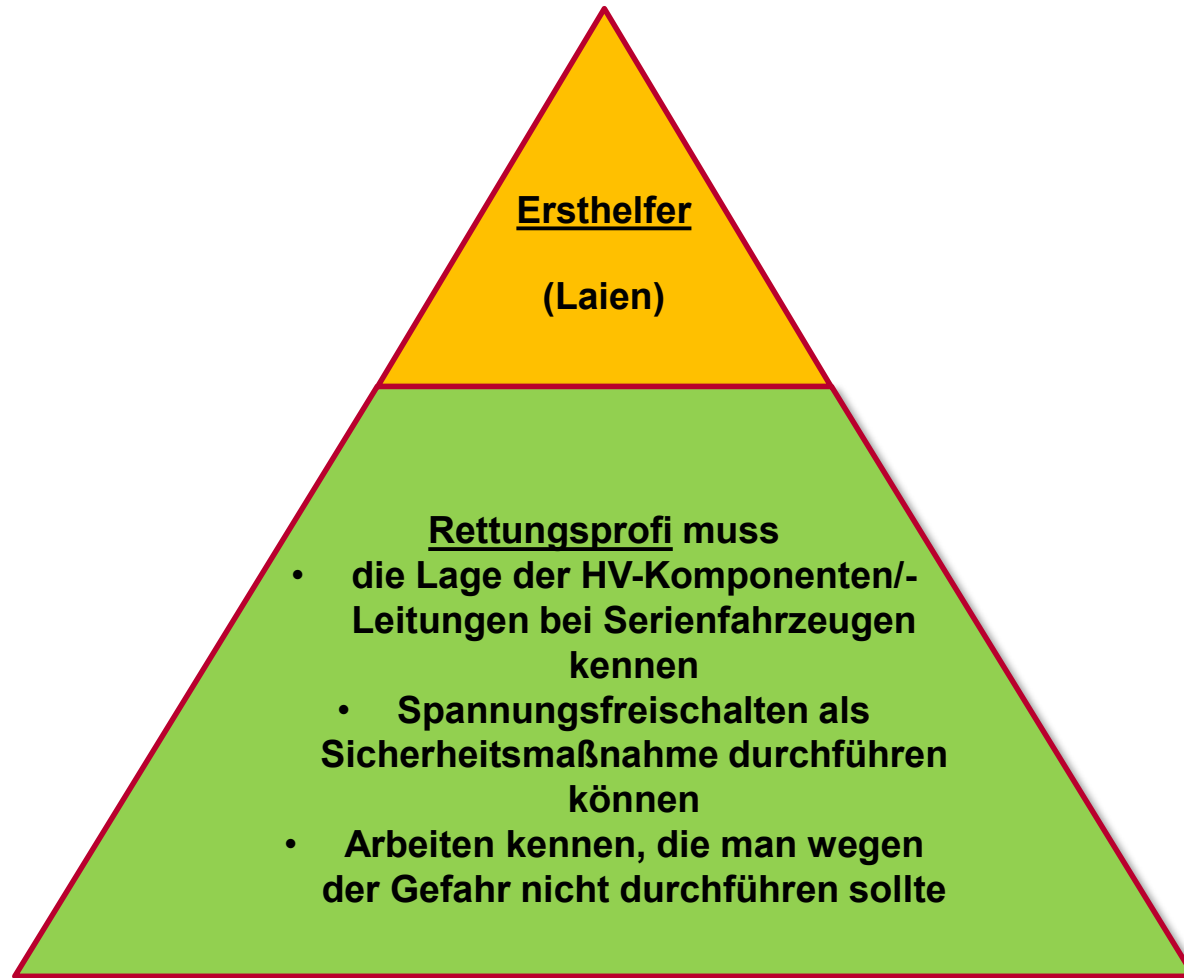 Ersthelfer
(Laien)
Rettungsprofi muss
• die Lage der HV-Komponenten/-
Leitungen bei Serienfahrzeugen
kennen
• Spannungsfreischalten als
Sicherheitsmaßnahme durchführen
können
• Arbeiten kennen, die man wegen
der Gefahr nicht durchführen sollte